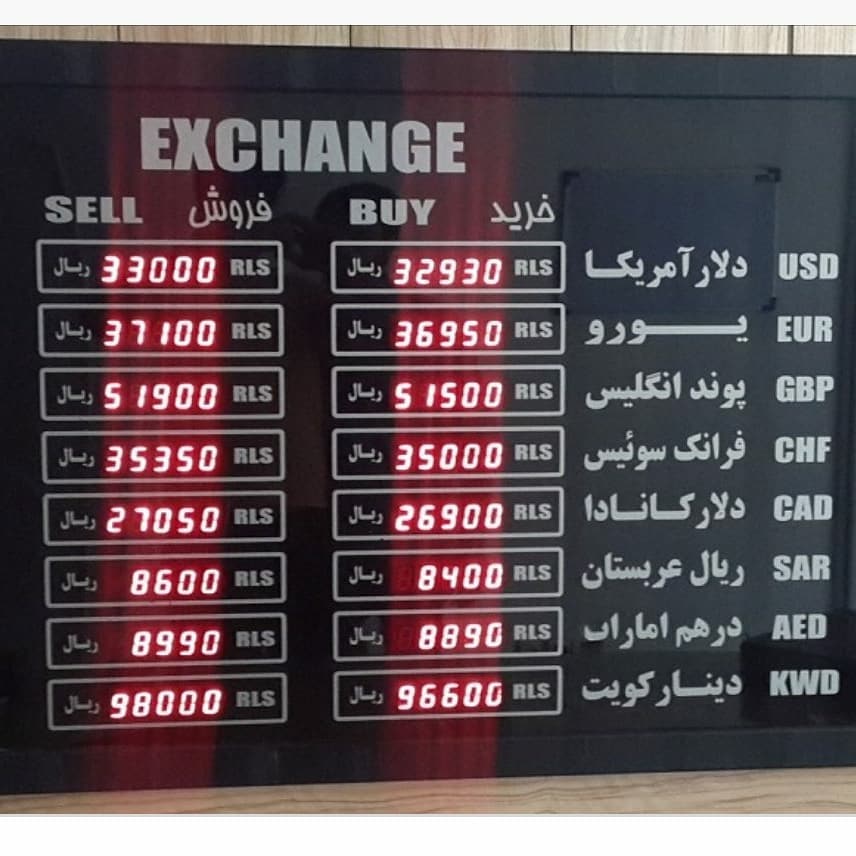 EXCHANGE
SELL فروش BUY خرید
ریال 33000 RLS ریال 32930 RLS دلار آمریکا USD
ریال 37100 RLS ریال 36950 RLS یورو EUR
ریال 51900 RLS ریال 51500 RLS پوند انگلیس GBP
ریال 35350 RLS ریال 35000 RLS فرانک سوئیس CHF
ریال 27050 RLS ریال 26900 RLS دلار کانادا CAD
ریال 8600 RLS ریال 8400 RLS ریال عربستان SAR
ریال 8990 RLS ریال 8890 RLS درهم امارات AED
ریال 98000 RLS ریال 96600 RLS دینار کویت KWD